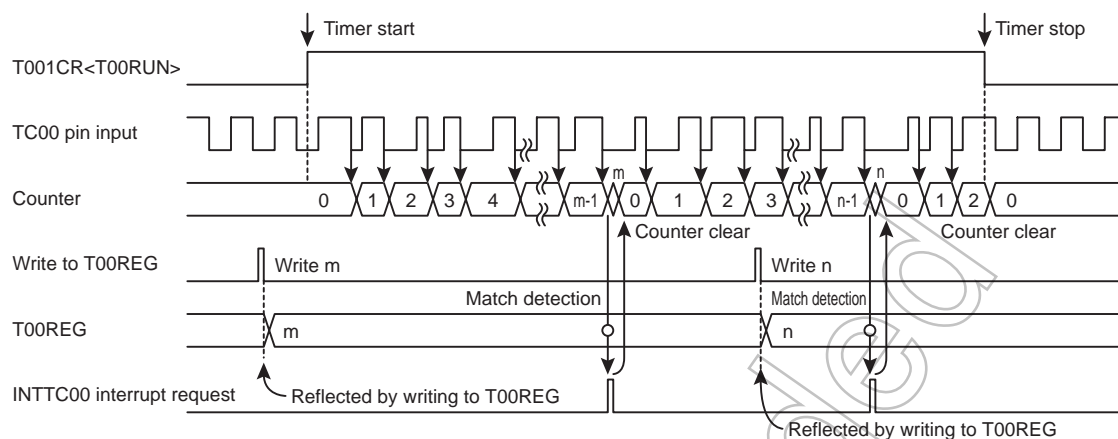 Timer start
Timer stop
T001CR<T00RUN>
TC00 pin input
m
n
Counter
0 1 2 3 4 m-1 0 1 2 3 n-1 0 1 2 0
Counter clear
Counter clear
Write to T00REG
Write m
Write n
Match detection
Match detection
T00REG
m
n
INTTC00 interrupt request
Reflected by writing to T00REG
Reflected by writing to T00REG